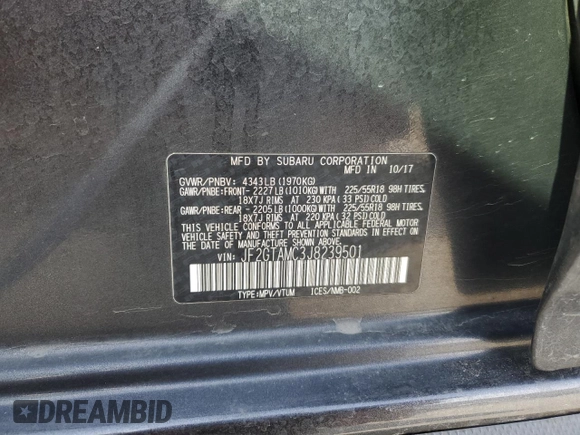 MFD BY SUBARU CORPORATION
MFD IN 10/17
GVWR/PNBV: 4343LB(1970KG)
GAWR/PNBE:FRONT- 2227LB(1010KG) WITH 225/55R18 98H TIRES,
18X7J RIMS AT 230 KPA(33 PSI)COLD
GAWR/PNBE:REAR - 2205LB(1000KG) WITH 225/55R18 98H TIRES,
18X7J RIMS AT 220 KPA(32 PSI)COLD
THIS VEHICLE CONFORMS TO ALL APPLICABLE FEDERAL MOTOR
VEHICLE SAFETY, BUMPER, AND THEFT PREVENTION STANDARDS
IN EFFECT ON THE DATE OF MANUFACTURE SHOWN ABOVE.
VIN: JF2GTAMC3J8239501
TYPE:MPV/VTUM ICES/NMB-002
DREAMBID